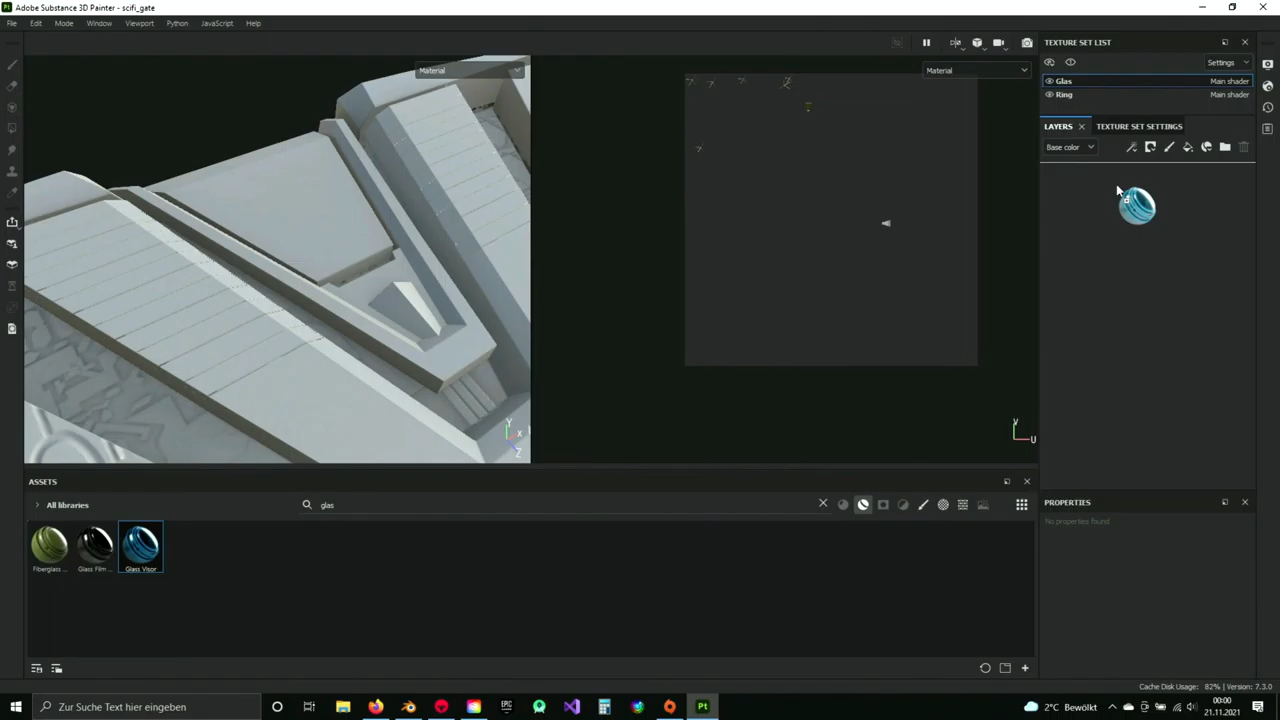 Adobe Substance 3D Painter - scifi_gate
File Edit Mode Window Viewport Python JavaScript Help
Material
Material
TEXTURE SET LIST
Settings
Glas Main shader
Ring Main shader
LAYERS TEXTURE SET SETTINGS
Base color
Y
X
Z
V
U
ASSETS
All libraries
glas
Fiberglass ... Glass Film ... Glass Visor
PROPERTIES
No properties found
Cache Disk Usage: 82% | Version: 7.3.0
Pt
EPIC
Zur Suche Text hier eingeben
2°C Bewölkt
00:00
21.11.2021